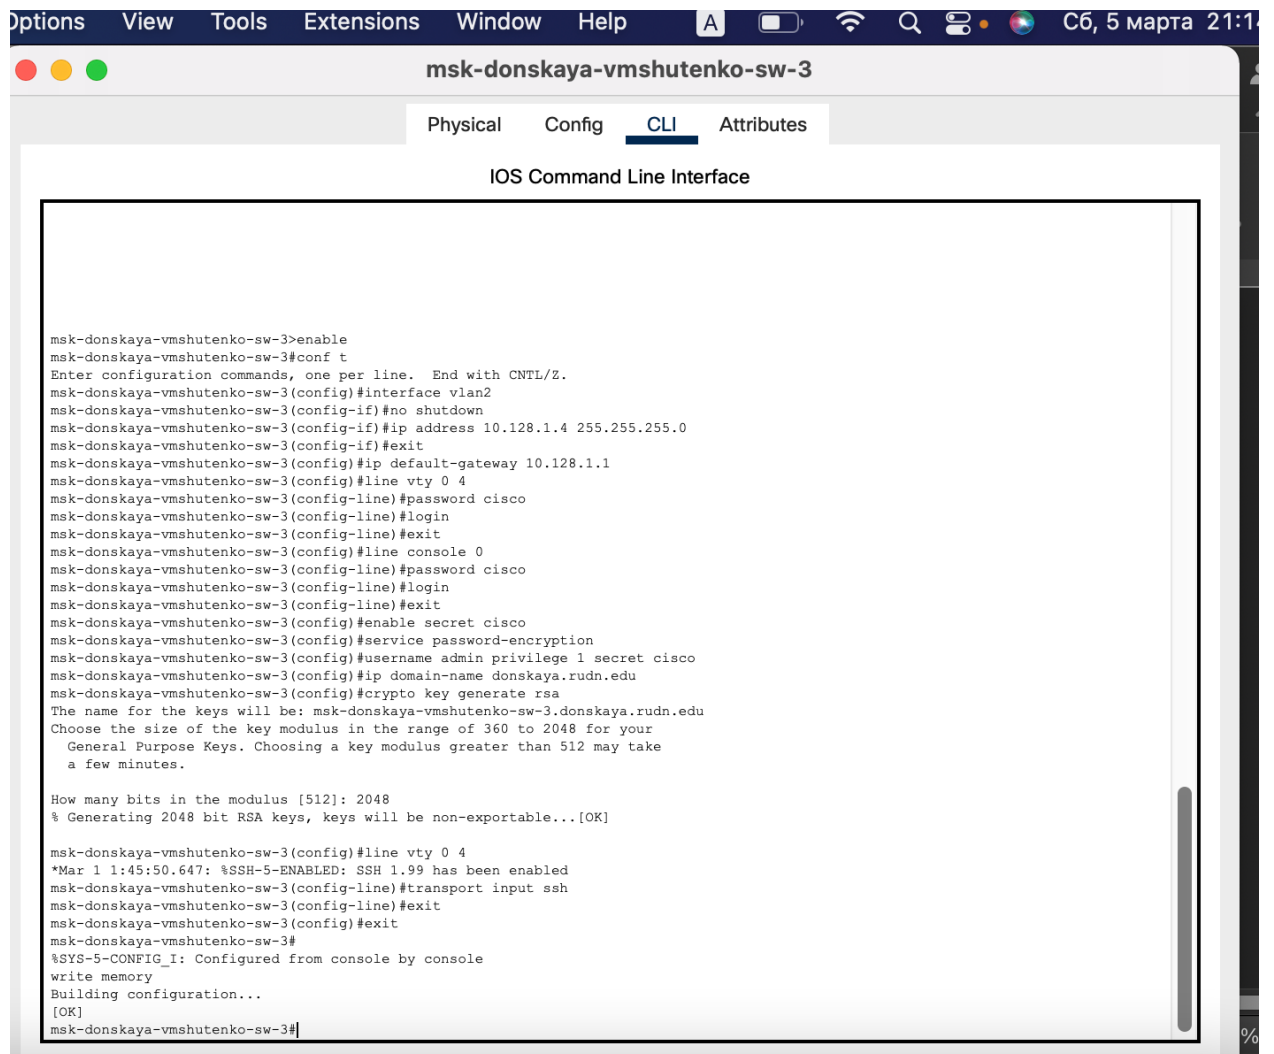 Options View Tools Extensions Window Help A Сб, 5 марта 21:14
msk-donskaya-vmshutenko-sw-3
Physical Config CLI Attributes
IOS Command Line Interface
msk-donskaya-vmshutenko-sw-3>enable
msk-donskaya-vmshutenko-sw-3#conf t
Enter configuration commands, one per line.  End with CNTL/Z.
msk-donskaya-vmshutenko-sw-3(config)#interface vlan2
msk-donskaya-vmshutenko-sw-3(config-if)#no shutdown
msk-donskaya-vmshutenko-sw-3(config-if)#ip address 10.128.1.4 255.255.255.0
msk-donskaya-vmshutenko-sw-3(config-if)#exit
msk-donskaya-vmshutenko-sw-3(config)#ip default-gateway 10.128.1.1
msk-donskaya-vmshutenko-sw-3(config)#line vty 0 4
msk-donskaya-vmshutenko-sw-3(config-line)#password cisco
msk-donskaya-vmshutenko-sw-3(config-line)#login
msk-donskaya-vmshutenko-sw-3(config-line)#exit
msk-donskaya-vmshutenko-sw-3(config)#line console 0
msk-donskaya-vmshutenko-sw-3(config-line)#password cisco
msk-donskaya-vmshutenko-sw-3(config-line)#login
msk-donskaya-vmshutenko-sw-3(config-line)#exit
msk-donskaya-vmshutenko-sw-3(config)#enable secret cisco
msk-donskaya-vmshutenko-sw-3(config)#service password-encryption
msk-donskaya-vmshutenko-sw-3(config)#username admin privilege 1 secret cisco
msk-donskaya-vmshutenko-sw-3(config)#ip domain-name donskaya.rudn.edu
msk-donskaya-vmshutenko-sw-3(config)#crypto key generate rsa
The name for the keys will be: msk-donskaya-vmshutenko-sw-3.donskaya.rudn.edu
Choose the size of the key modulus in the range of 360 to 2048 for your
General Purpose Keys. Choosing a key modulus greater than 512 may take
a few minutes.
How many bits in the modulus [512]: 2048
% Generating 2048 bit RSA keys, keys will be non-exportable...[OK]
msk-donskaya-vmshutenko-sw-3(config)#line vty 0 4
*Mar 1 1:45:50.647: %SSH-5-ENABLED: SSH 1.99 has been enabled
msk-donskaya-vmshutenko-sw-3(config-line)#transport input ssh
msk-donskaya-vmshutenko-sw-3(config-line)#exit
msk-donskaya-vmshutenko-sw-3(config)#exit
msk-donskaya-vmshutenko-sw-3#
%SYS-5-CONFIG_I: Configured from console by console
write memory
Building configuration...
[OK]
msk-donskaya-vmshutenko-sw-3#
%